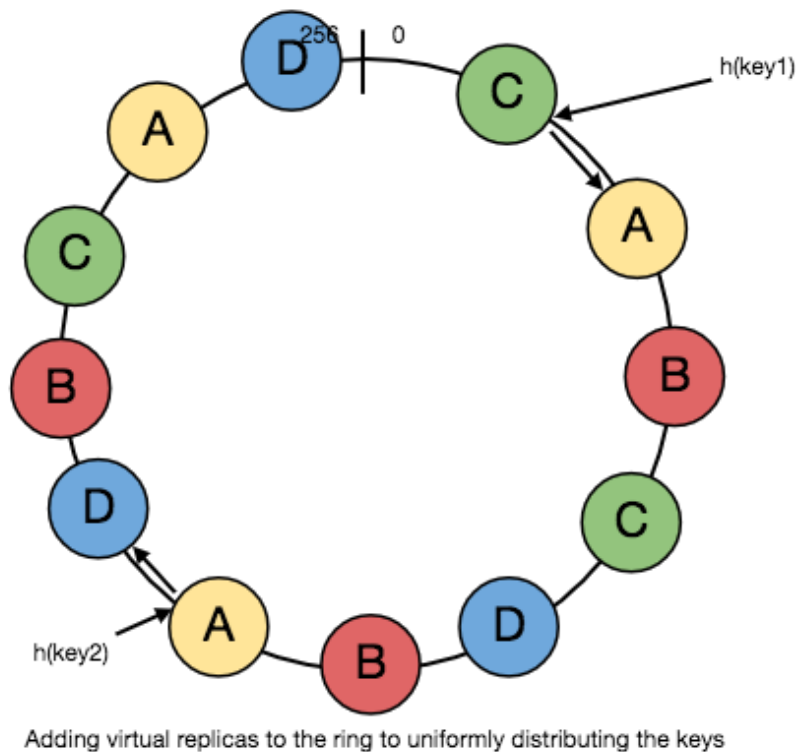 256 0
D
C
h(key1)
A
A
C
B
B
D
C
h(key2)
A
B
D
Adding virtual replicas to the ring to uniformly distributing the keys